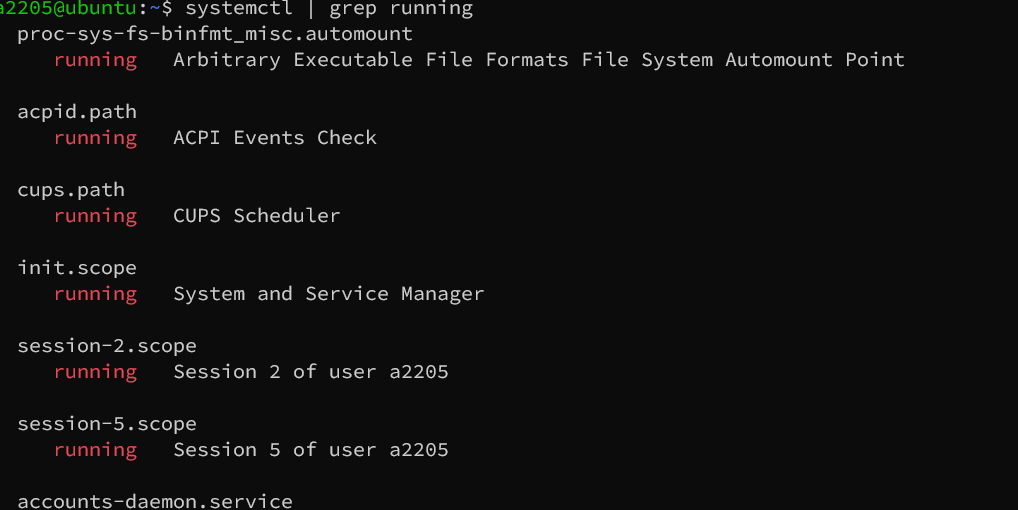 a2205@ubuntu:~$ systemctl | grep running
proc-sys-fs-binfmt_misc.automount
running Arbitrary Executable File Formats File System Automount Point
acpid.path
running ACPI Events Check
cups.path
running CUPS Scheduler
init.scope
running System and Service Manager
session-2.scope
running Session 2 of user a2205
session-5.scope
running Session 5 of user a2205
accounts-daemon.service